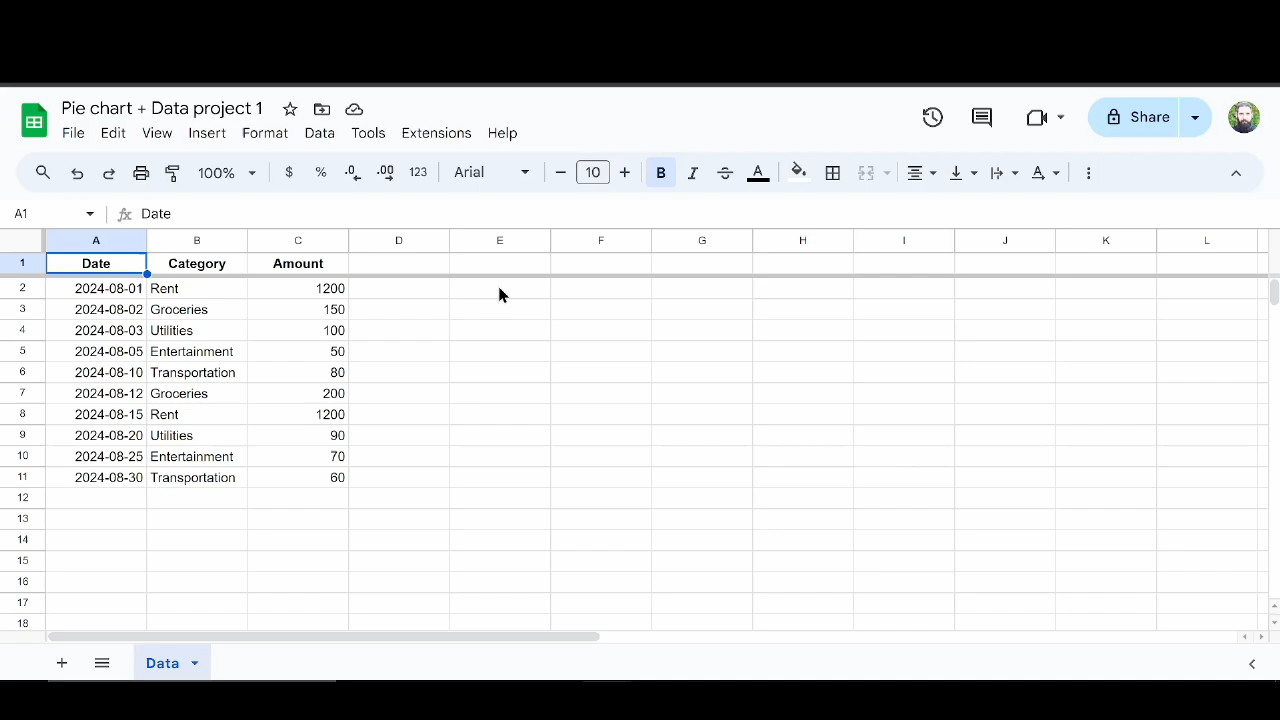 Pie chart + Data project 1
File Edit View Insert Format Data Tools Extensions Help
Share
100% $ % .0 .00 123 Arial 10 B I S A A
A1 fx Date
A B C D E F G H I J K L
1 Date Category Amount
2 2024-08-01 Rent 1200
3 2024-08-02 Groceries 150
4 2024-08-03 Utilities 100
5 2024-08-05 Entertainment 50
6 2024-08-10 Transportation 80
7 2024-08-12 Groceries 200
8 2024-08-15 Rent 1200
9 2024-08-20 Utilities 90
10 2024-08-25 Entertainment 70
11 2024-08-30 Transportation 60
12
13
14
15
16
17
18
Data